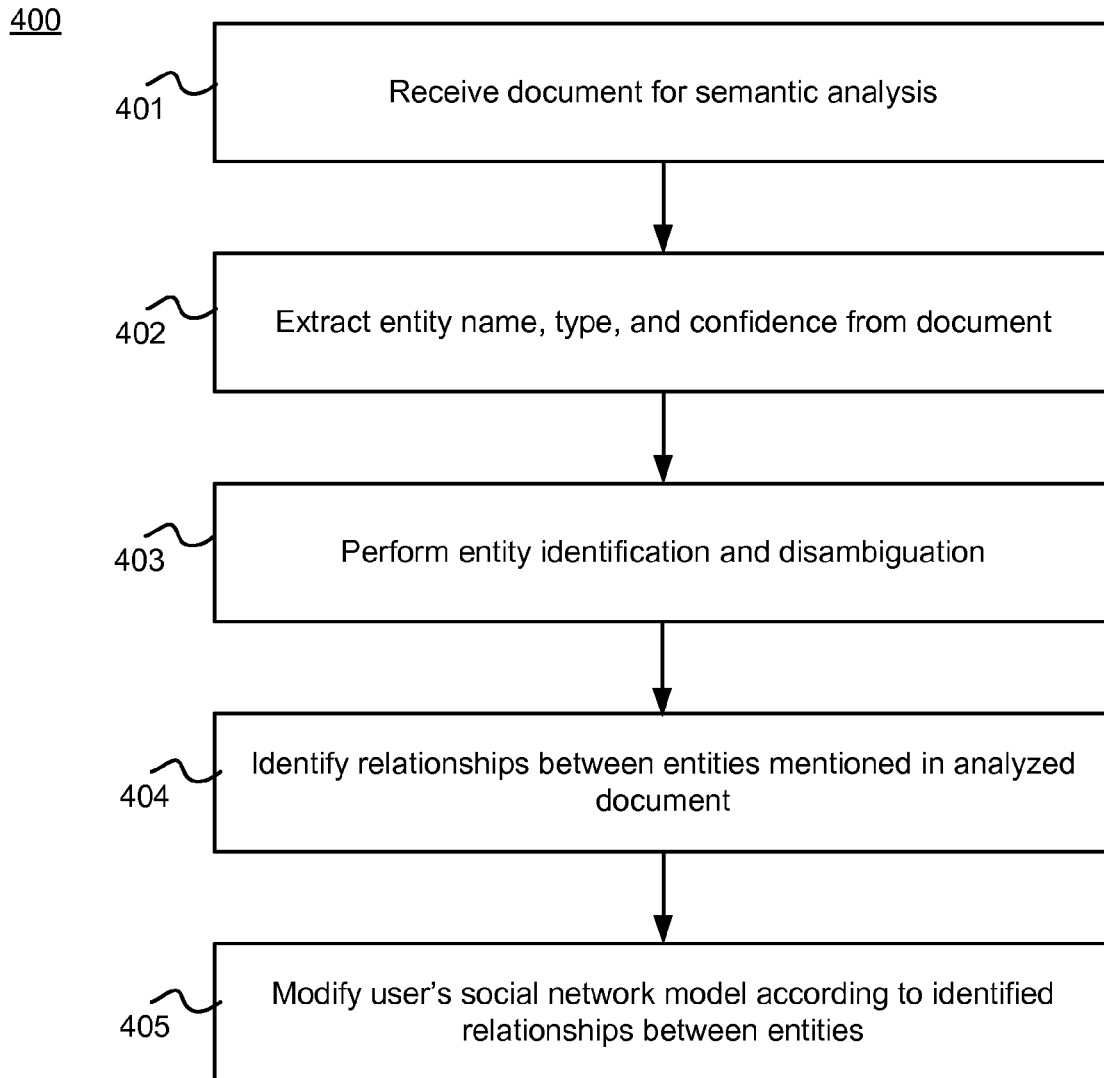 400
401
Receive document for semantic analysis
402
Extract entity name, type, and confidence from document
403
Perform entity identification and disambiguation
404
Identify relationships between entities mentioned in analyzed
document
405
Modify user's social network model according to identified
relationships between entities